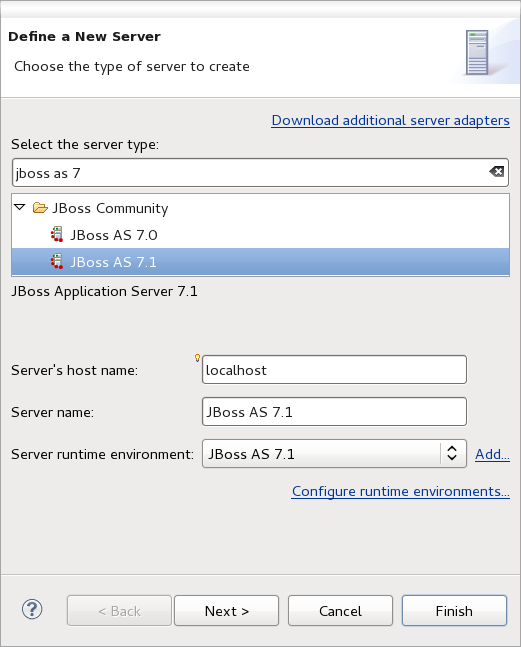 Define a New Server
Choose the type of server to create
Download additional server adapters
Select the server type:
jboss as 7
JBoss Community
JBoss AS 7.0
JBoss AS 7.1
JBoss Application Server 7.1
Server's host name: localhost
Server name: JBoss AS 7.1
Server runtime environment: JBoss AS 7.1 Add...
Configure runtime environments...
? < Back Next > Cancel Finish